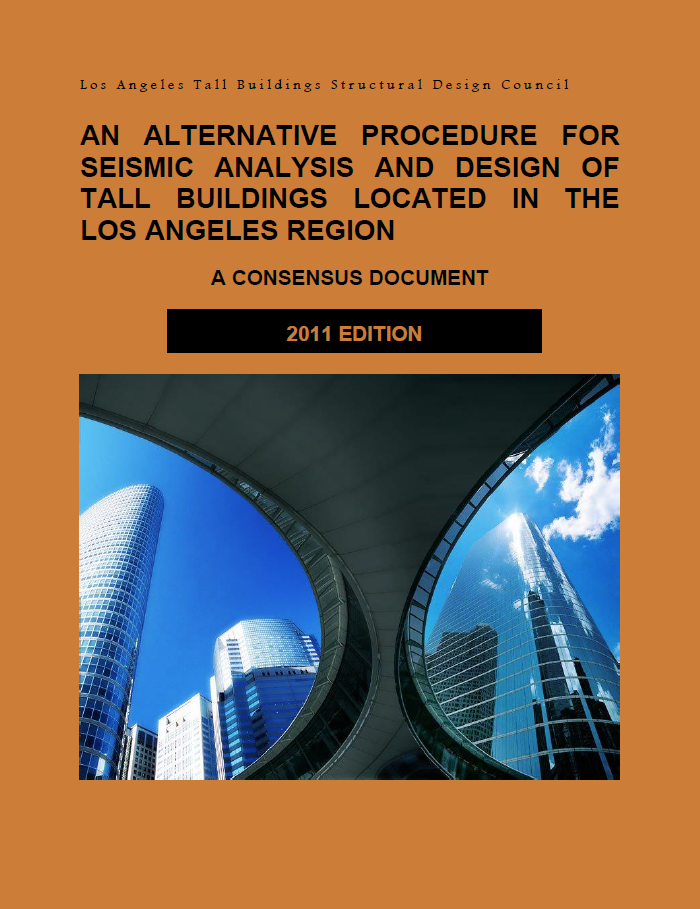 Los Angeles Tall Buildings Structural Design Council
AN ALTERNATIVE PROCEDURE FOR
SEISMIC ANALYSIS AND DESIGN OF
TALL BUILDINGS LOCATED IN THE
LOS ANGELES REGION
A CONSENSUS DOCUMENT
2011 EDITION